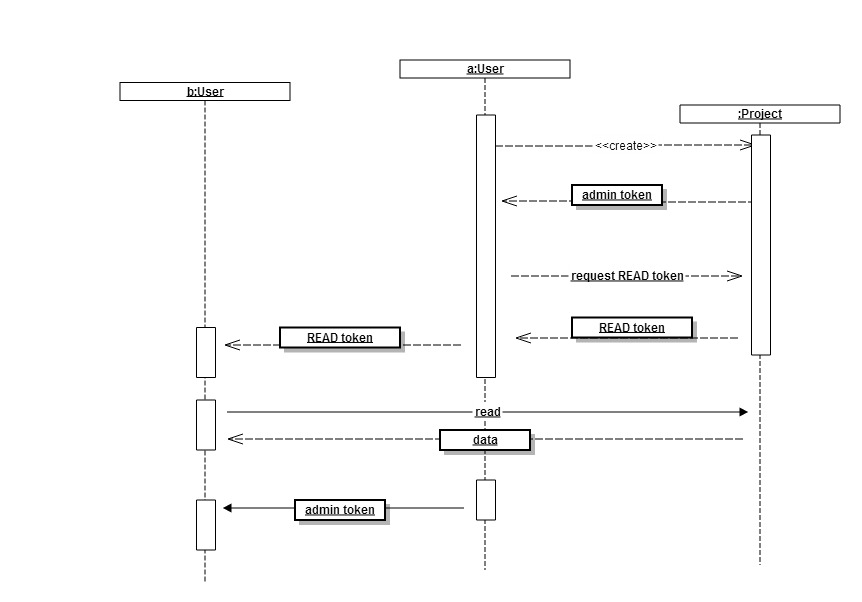 a:User
b:User
:Project
<<create>>
admin token
request READ token
READ token
READ token
read
data
admin token